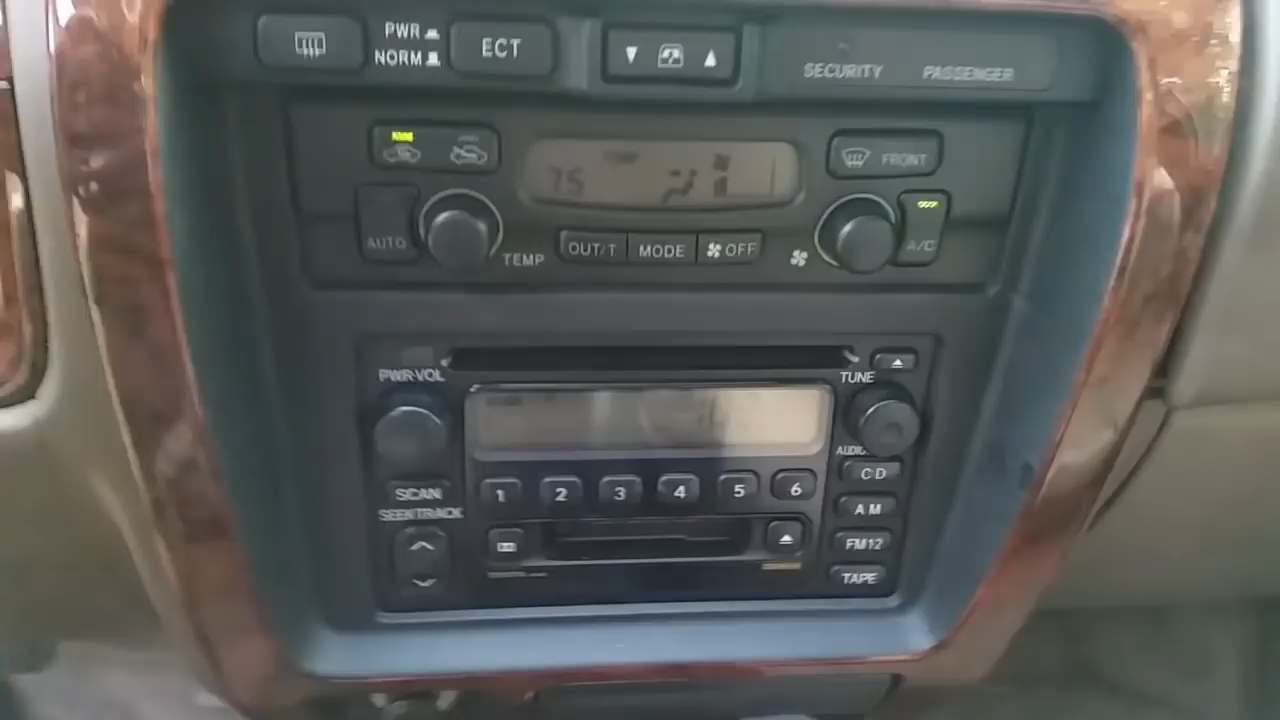 PWR
NORM
ECT
SECURITY PASSENGER
75
FRONT
AUTO
TEMP
OUT/T MODE OFF
A/C
PWR·VOL
TUNE
AUDIO
SCAN
SEEK TRACK
1 2 3 4 5 6
CD
AM
FM12
TAPE